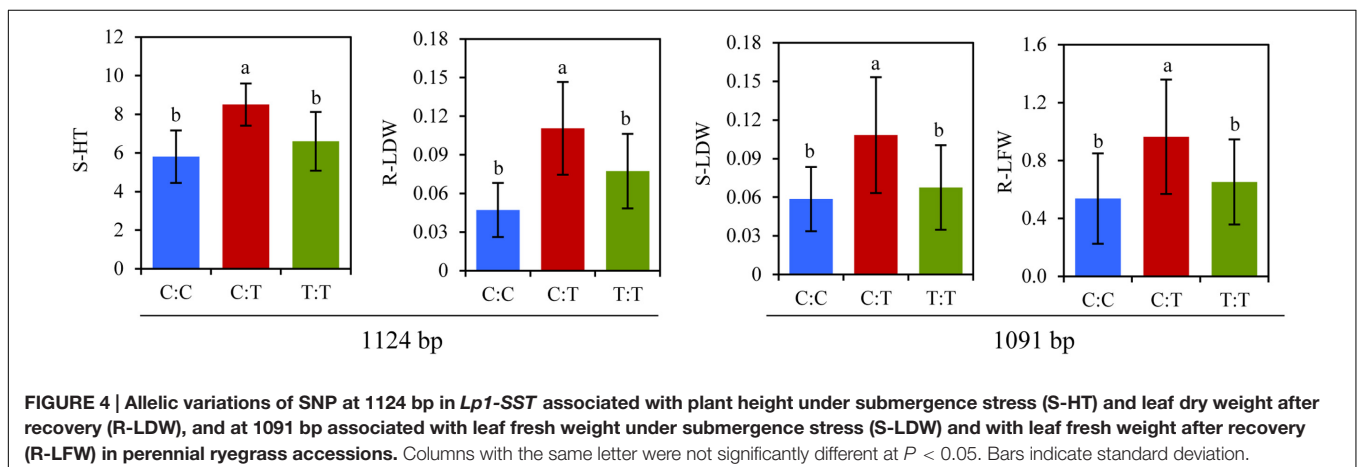 12
10
8
6
4
2
0
S-HT
b
a
b
C:C C:T T:T
0.18
0.15
0.12
0.09
0.06
0.03
0
R-LDW
b
a
b
C:C C:T T:T
1124 bp
0.18
0.15
0.12
0.09
0.06
0.03
0
S-LDW
b
a
b
C:C C:T T:T
1.6
1.2
0.8
0.4
0.0
R-LFW
b
a
b
C:C C:T T:T
1091 bp
FIGURE 4 | Allelic variations of SNP at 1124 bp in Lp1-SST associated with plant height under submergence stress (S-HT) and leaf dry weight after
recovery (R-LDW), and at 1091 bp associated with leaf fresh weight under submergence stress (S-LDW) and with leaf fresh weight after recovery
(R-LFW) in perennial ryegrass accessions. Columns with the same letter were not significantly different at P < 0.05. Bars indicate standard deviation.